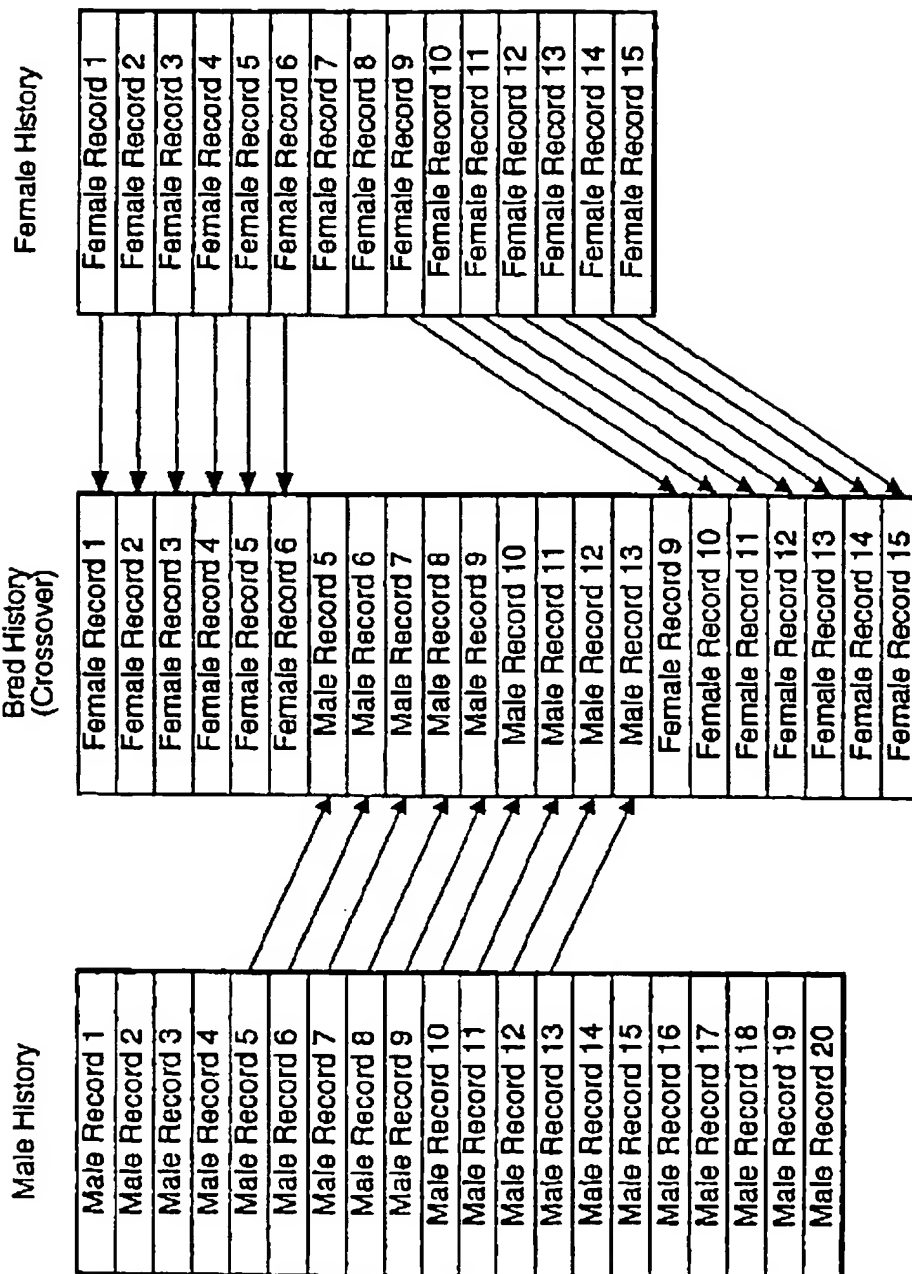 Male History
Male Record 1
Male Record 2
Male Record 3
Male Record 4
Male Record 5
Male Record 6
Male Record 7
Male Record 8
Male Record 9
Male Record 10
Male Record 11
Male Record 12
Male Record 13
Male Record 14
Male Record 15
Male Record 16
Male Record 17
Male Record 18
Male Record 19
Male Record 20
Bred History
(Crossover)
Female Record 1
Female Record 2
Female Record 3
Female Record 4
Female Record 5
Female Record 6
Male Record 5
Male Record 6
Male Record 7
Male Record 8
Male Record 9
Male Record 10
Male Record 11
Male Record 12
Male Record 13
Female Record 9
Female Record 10
Female Record 11
Female Record 12
Female Record 13
Female Record 14
Female Record 15
Female History
Female Record 1
Female Record 2
Female Record 3
Female Record 4
Female Record 5
Female Record 6
Female Record 7
Female Record 8
Female Record 9
Female Record 10
Female Record 11
Female Record 12
Female Record 13
Female Record 14
Female Record 15